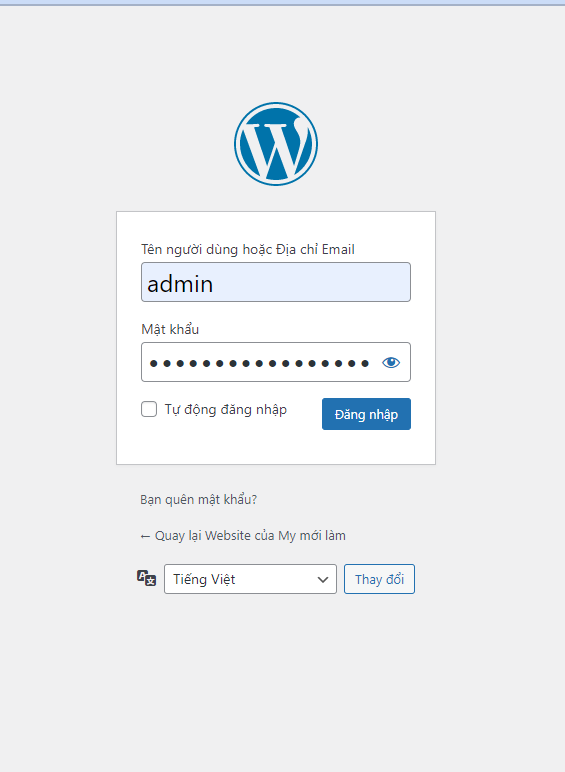 Tên người dùng hoặc Địa chỉ Email
admin
Mật khẩu
Tự động đăng nhập
Đăng nhập
Bạn quên mật khẩu?
← Quay lại Website của My mới làm
Tiếng Việt
Thay đổi